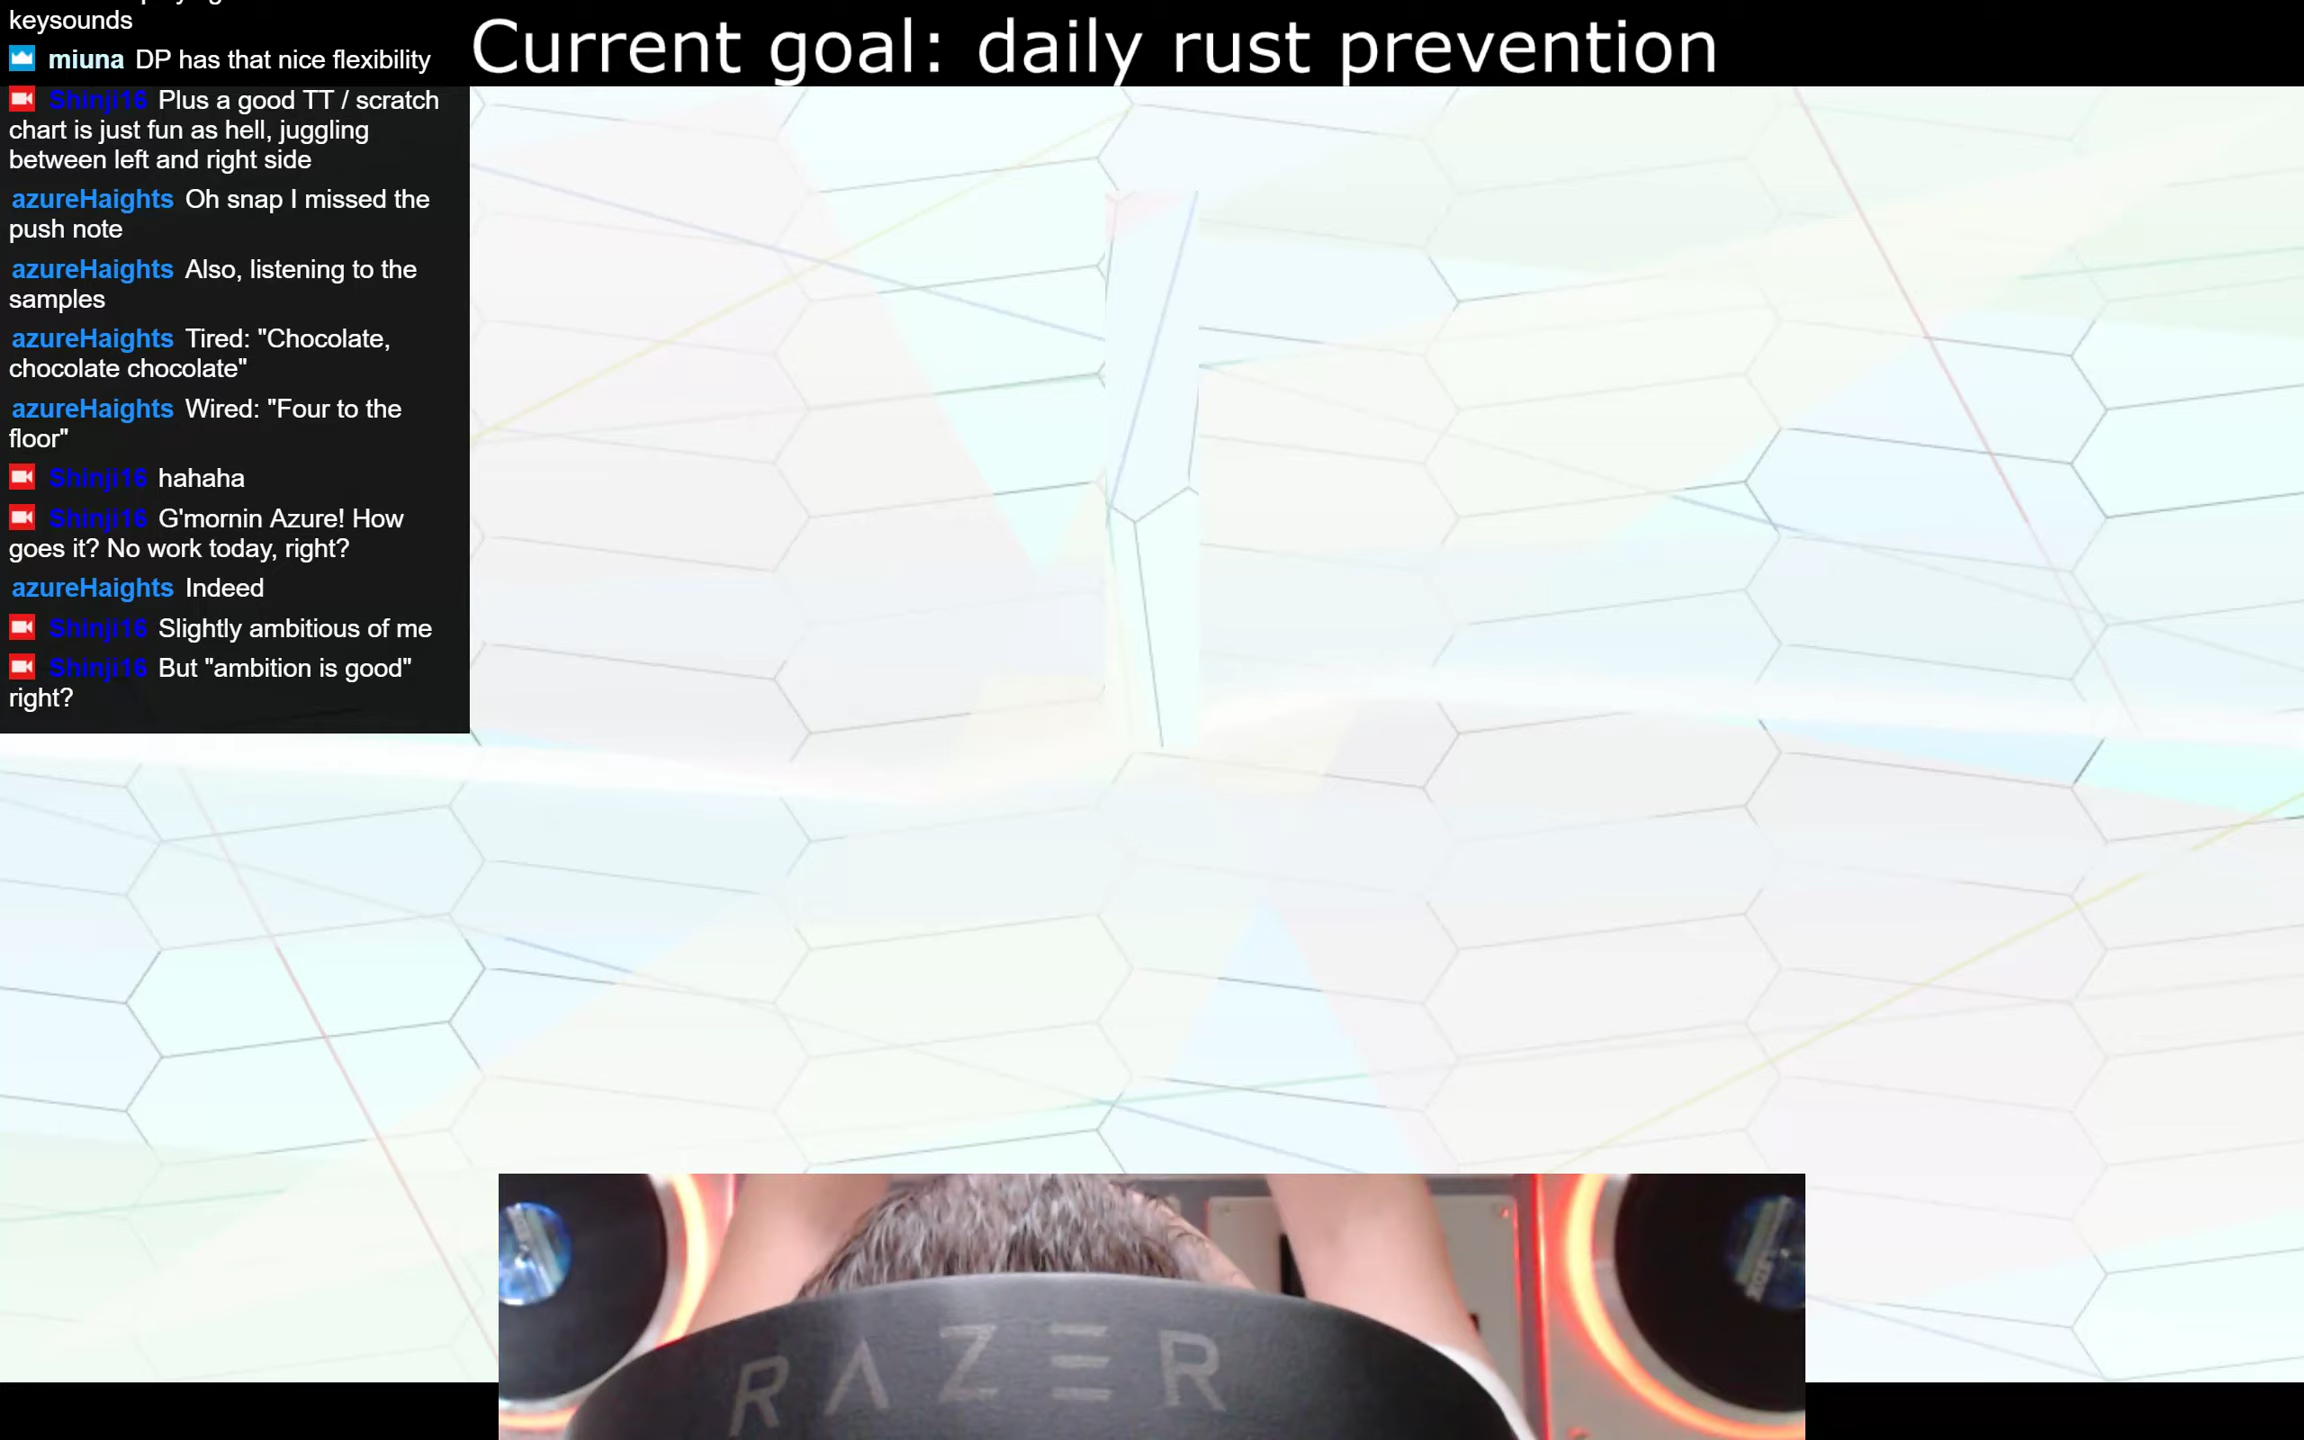 keysounds
miuna DP has that nice flexibility
Shinji16 Plus a good TT / scratch
chart is just fun as hell, juggling
between left and right side
azureHaights Oh snap I missed the
push note
azureHaights Also, listening to the
samples
azureHaights Tired: "Chocolate,
chocolate chocolate"
azureHaights Wired: "Four to the
floor"
Shinji16 hahaha
Shinji16 G'mornin Azure! How
goes it? No work today, right?
azureHaights Indeed
Shinji16 Slightly ambitious of me
Shinji16 But "ambition is good"
right?
Current goal: daily rust prevention
RAZER